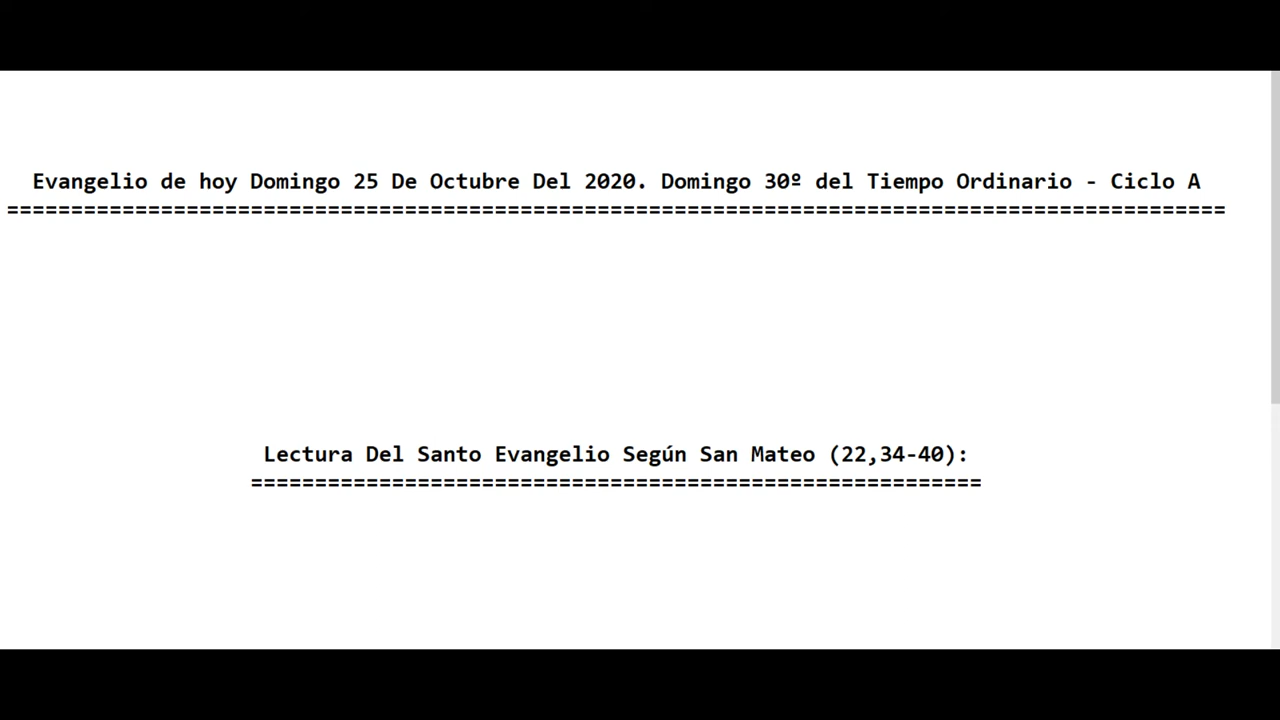 Evangelio de hoy Domingo 25 De Octubre Del 2020. Domingo 30º del Tiempo Ordinario - Ciclo A
===============================================================================================
Lectura Del Santo Evangelio Según San Mateo (22,34-40):
=========================================================